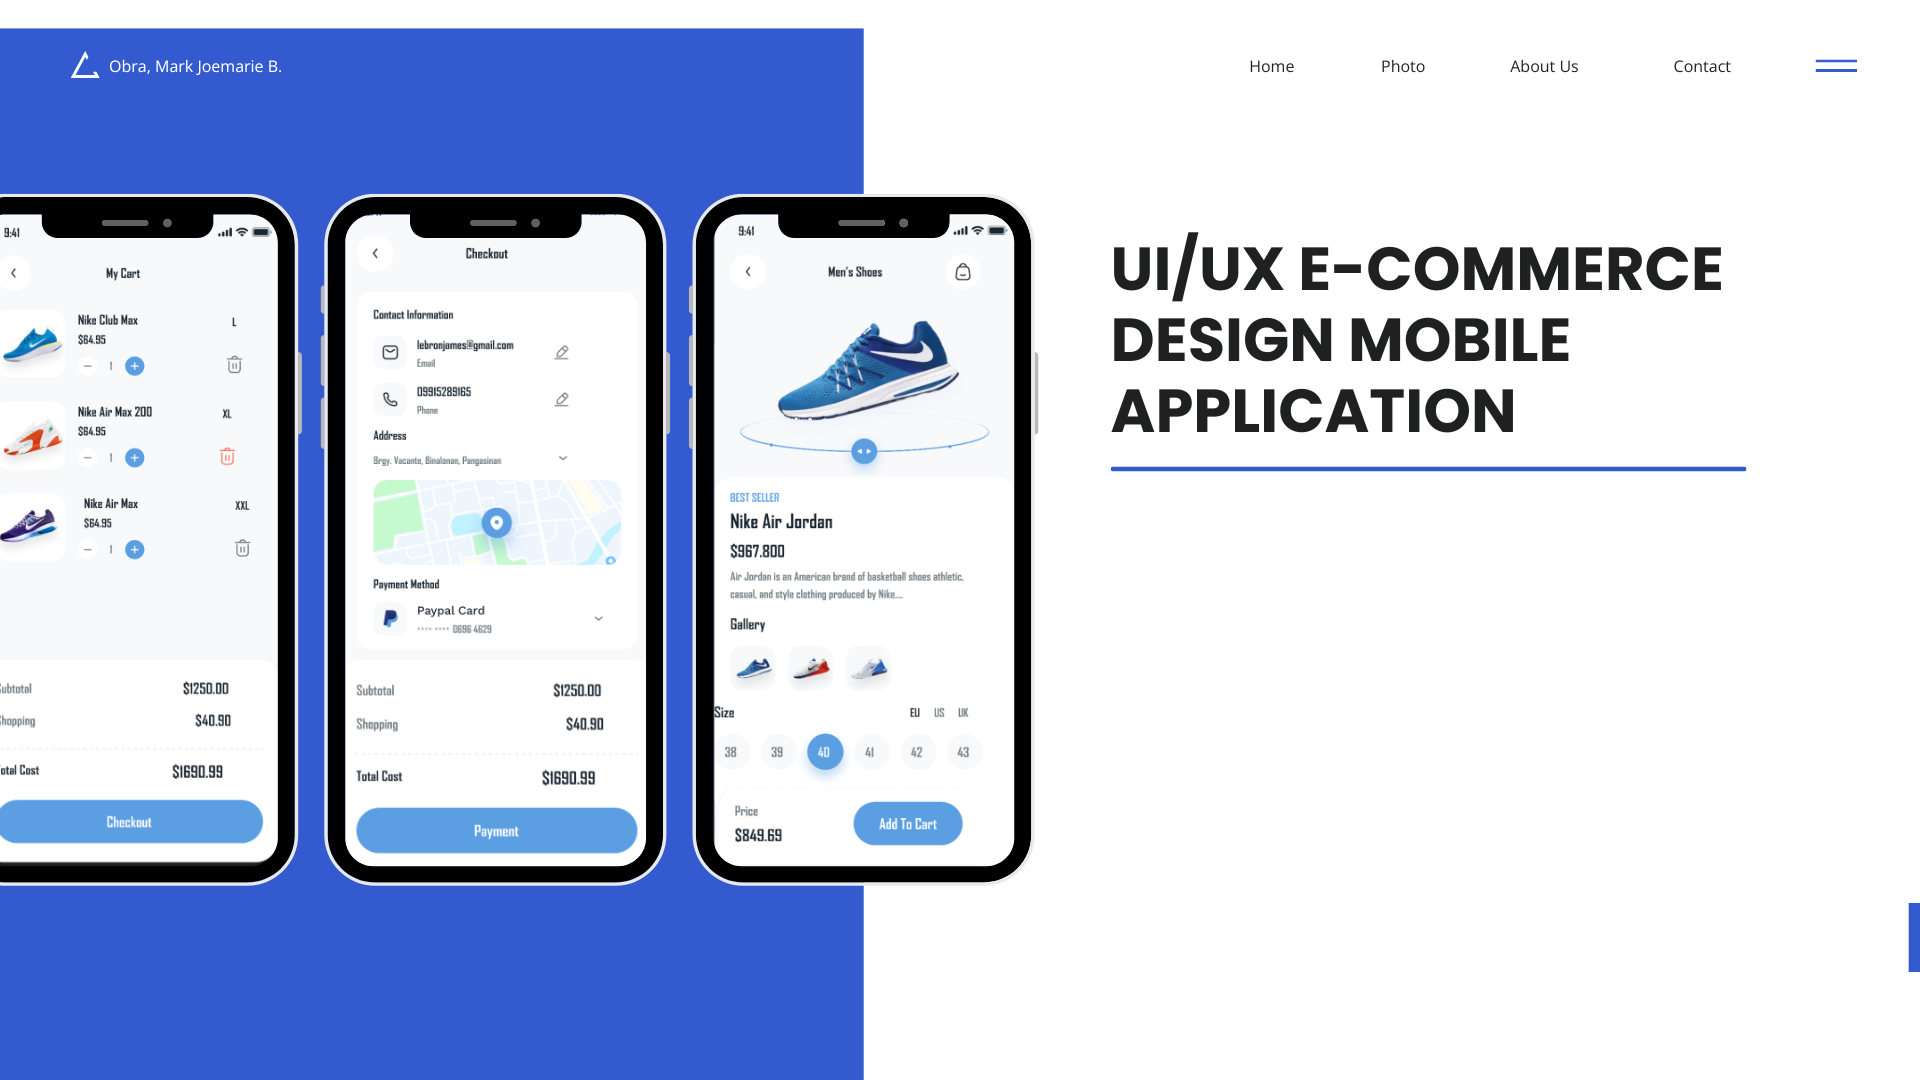 Obra, Mark Joemarie B.
Home
Photo
About Us
Contact
UI/UX E-COMMERCE
DESIGN MOBILE
APPLICATION
9:41
My Cart
Nike Club Max
$64.95
L
1
Nike Air Max 200
$64.95
XL
1
Nike Air Max
$64.95
XXL
1
ubtotal
$1250.00
hopping
$40.90
otal Cost
$1690.99
Checkout
Checkout
Contact Information
lebronjames@gmail.com
Email
09915289165
Phone
Address
Brgy. Vacante, Binalonan, Pangasinan
Payment Method
Paypal Card
**** **** 0696 4629
Subtotal
$1250.00
Shopping
$40.90
Total Cost
$1690.99
Payment
9:41
Men's Shoes
BEST SELLER
Nike Air Jordan
$967.800
Air Jordan is an American brand of basketball shoes athletic,
casual, and style clothing produced by Nike....
Gallery
Size
EU US UK
38 39 40 41 42 43
Price
$849.69
Add To Cart